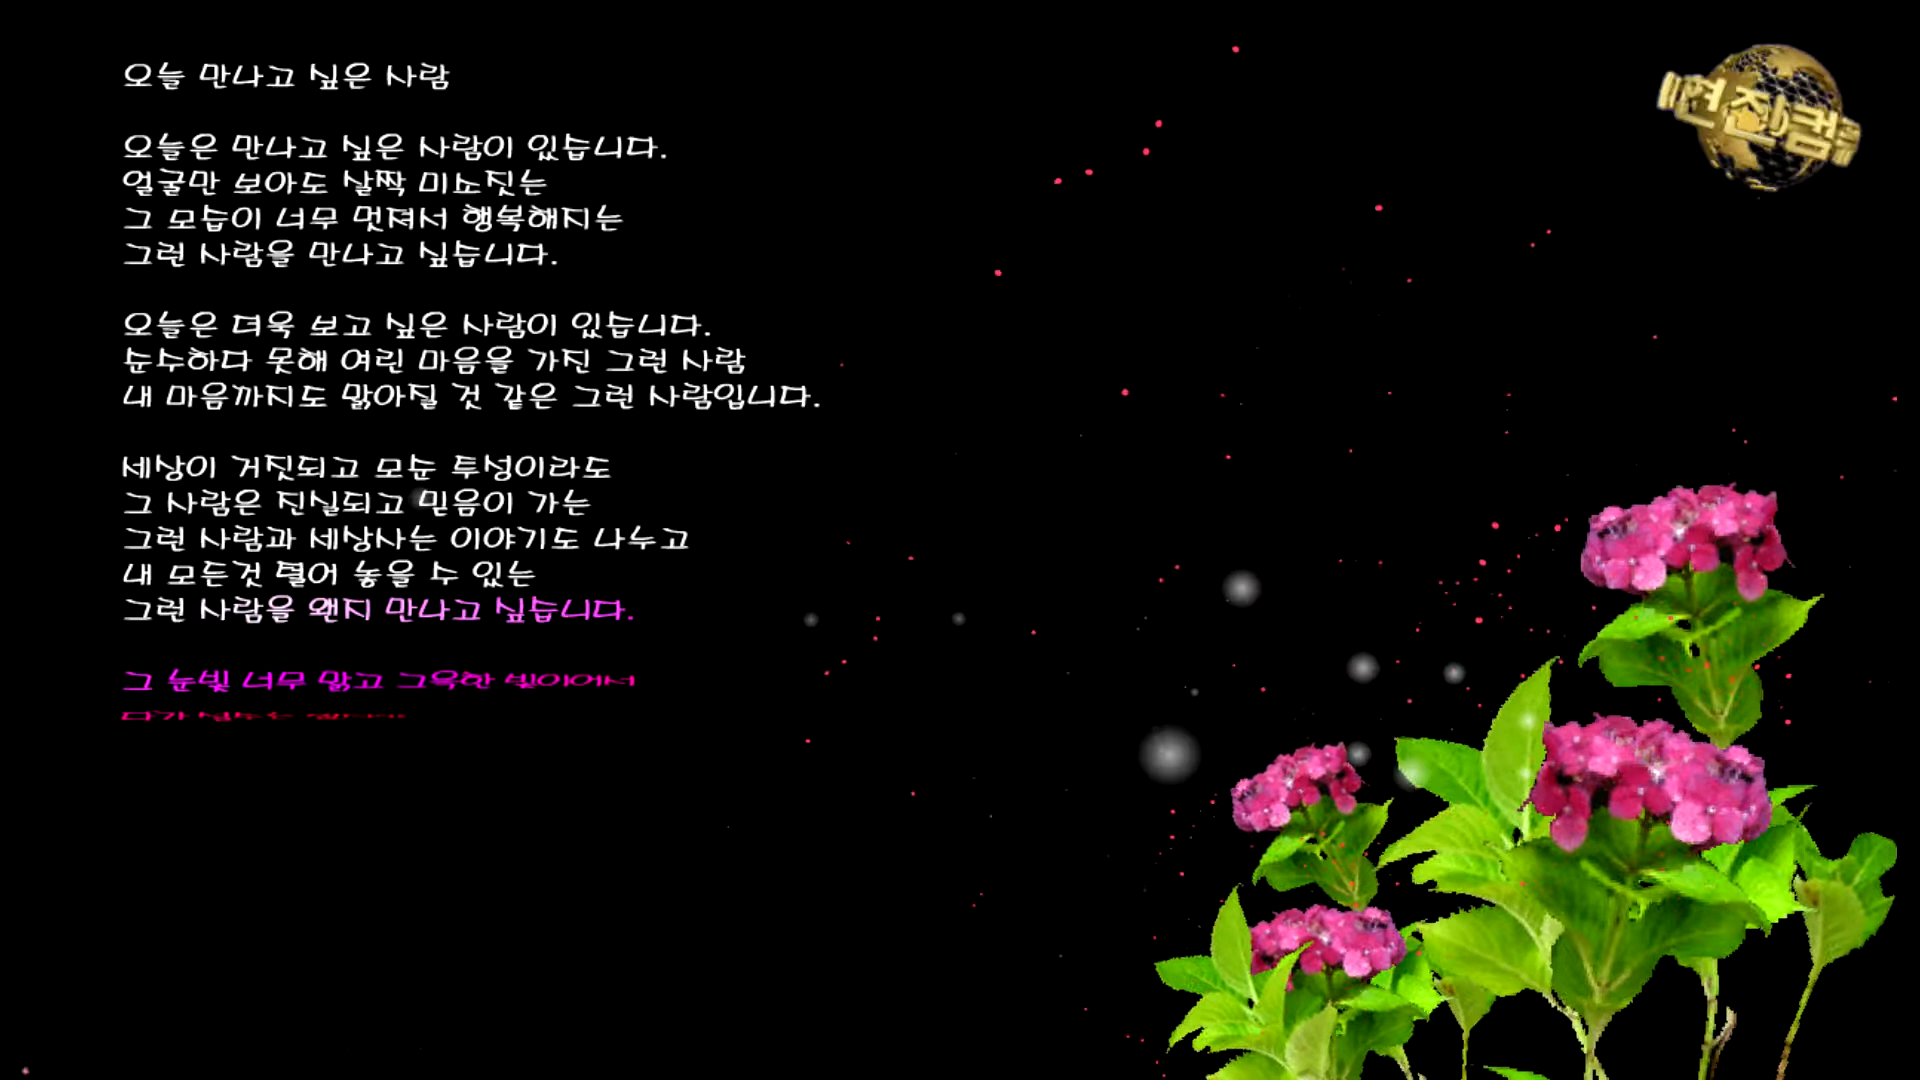 오늘 만나고 싶은 사람
오늘은 만나고 싶은 사람이 있습니다.
얼굴만 보아도 살짝 미소짓는
그 모습이 너무 멋져서 행복해지는
그런 사람을 만나고 싶습니다.
오늘은 더욱 보고 싶은 사람이 있습니다.
순수하다 못해 여린 마음을 가진 그런 사람
내 마음까지도 맑아질 것 같은 그런 사람입니다.
세상이 거짓되고 모순 투성이라도
그 사람은 진실되고 믿음이 가는
그런 사람과 세상사는 이야기도 나누고
내 모든것 털어 놓을 수 있는
그런 사람을 왠지 만나고 싶습니다.
그 눈빛 너무 맑고 그윽한 빛이어서
현진컴